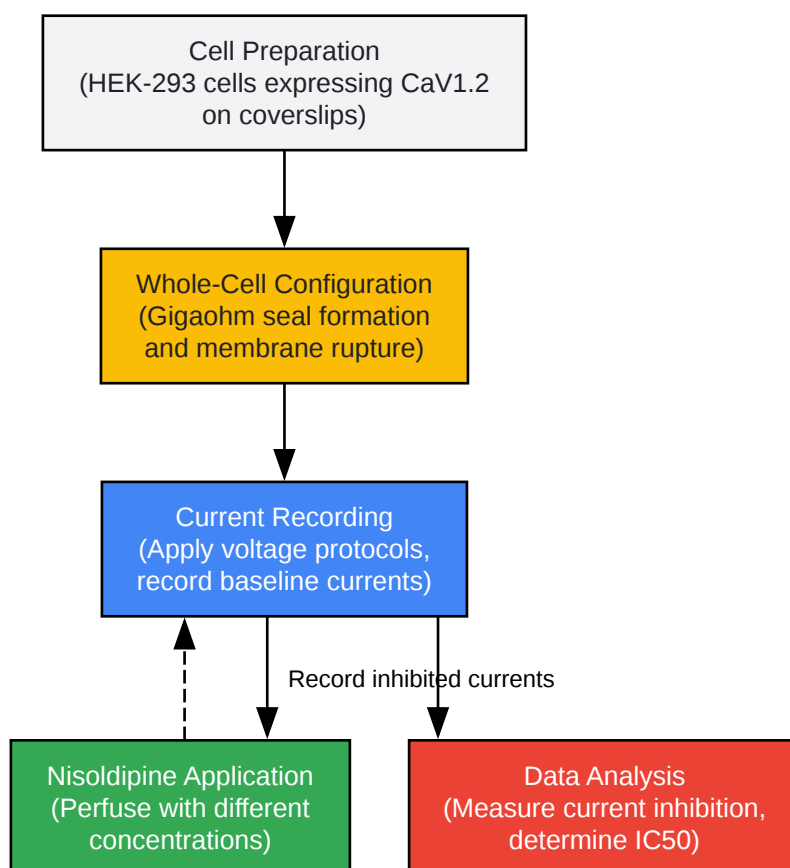 Cell Preparation
(HEK-293 cells expressing CaV1.2
on coverslips)
Whole-Cell Configuration
(Gigaohm seal formation
and membrane rupture)
Current Recording
(Apply voltage protocols,
record baseline currents)
Record inhibited currents
Nisoldipine Application
(Perfuse with different
concentrations)
Data Analysis
(Measure current inhibition,
determine IC50)